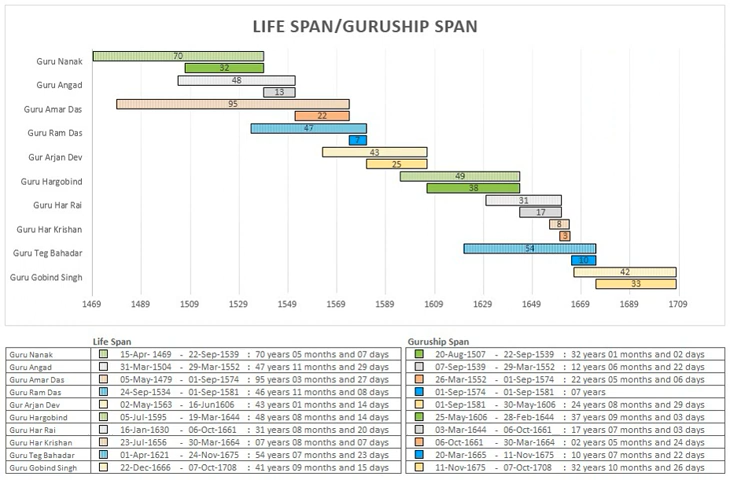 LIFE SPAN/GURUSHIP SPAN
Guru Nanak 70
32
Guru Angad 48
13
Guru Amar Das 95
22
Guru Ram Das 47
7
Gur Arjan Dev 43
25
Guru Hargobind 49
38
Guru Har Rai 31
17
Guru Har Krishan 8
3
Guru Teg Bahadar 54
10
Guru Gobind Singh 42
33
1469 1489 1509 1529 1549 1569 1589 1609 1629 1649 1669 1689 1709
Life Span Guruship Span
Guru Nanak 15-Apr- 1469 - 22-Sep-1539 : 70 years 05 months and 07 days 20-Aug-1507 - 22-Sep-1539 : 32 years 01 months and 02 days
Guru Angad 31-Mar-1504 - 29-Mar-1552 : 47 years 11 months and 29 days 07-Sep-1539 - 29-Mar-1552 : 12 years 06 months and 22 days
Guru Amar Das 05-May-1479 - 01-Sep-1574 : 95 years 03 months and 27 days 26-Mar-1552 - 01-Sep-1574 : 22 years 05 months and 06 days
Guru Ram Das 24-Sep-1534 - 01-Sep-1581 : 46 years 11 months and 08 days 01-Sep-1574 - 01-Sep-1581 : 07 years
Gur Arjan Dev 02-May-1563 - 16-Jun1606 : 43 years 01 months and 14 days 01-Sep-1581 - 30-May-1606 : 24 years 08 months and 29 days
Guru Hargobind 05-Jul-1595 - 19-Mar-1644 : 48 years 08 months and 14 days 25-May-1606 - 28-Feb-1644 : 37 years 09 months and 03 days
Guru Har Rai 16-Jan-1630 - 06-Oct-1661 : 31 years 08 months and 20 days 03-Mar-1644 - 06-Oct-1661 : 17 years 07 months and 03 days
Guru Har Krishan 23-Jul-1656 - 30-Mar-1664 : 07 years 08 months and 07 days 06-Oct-1661 - 30-Mar-1664 : 02 years 05 months and 24 days
Guru Teg Bahadar 01-Apr-1621 - 24-Nov-1675 : 54 years 07 months and 23 days 20-Mar-1665 - 11-Nov-1675 : 10 years 07 months and 22 days
Guru Gobind Singh 22-Dec-1666 - 07-Oct-1708 : 41 years 09 months and 15 days 11-Nov-1675 - 07-Oct-1708 : 32 years 10 months and 26 days